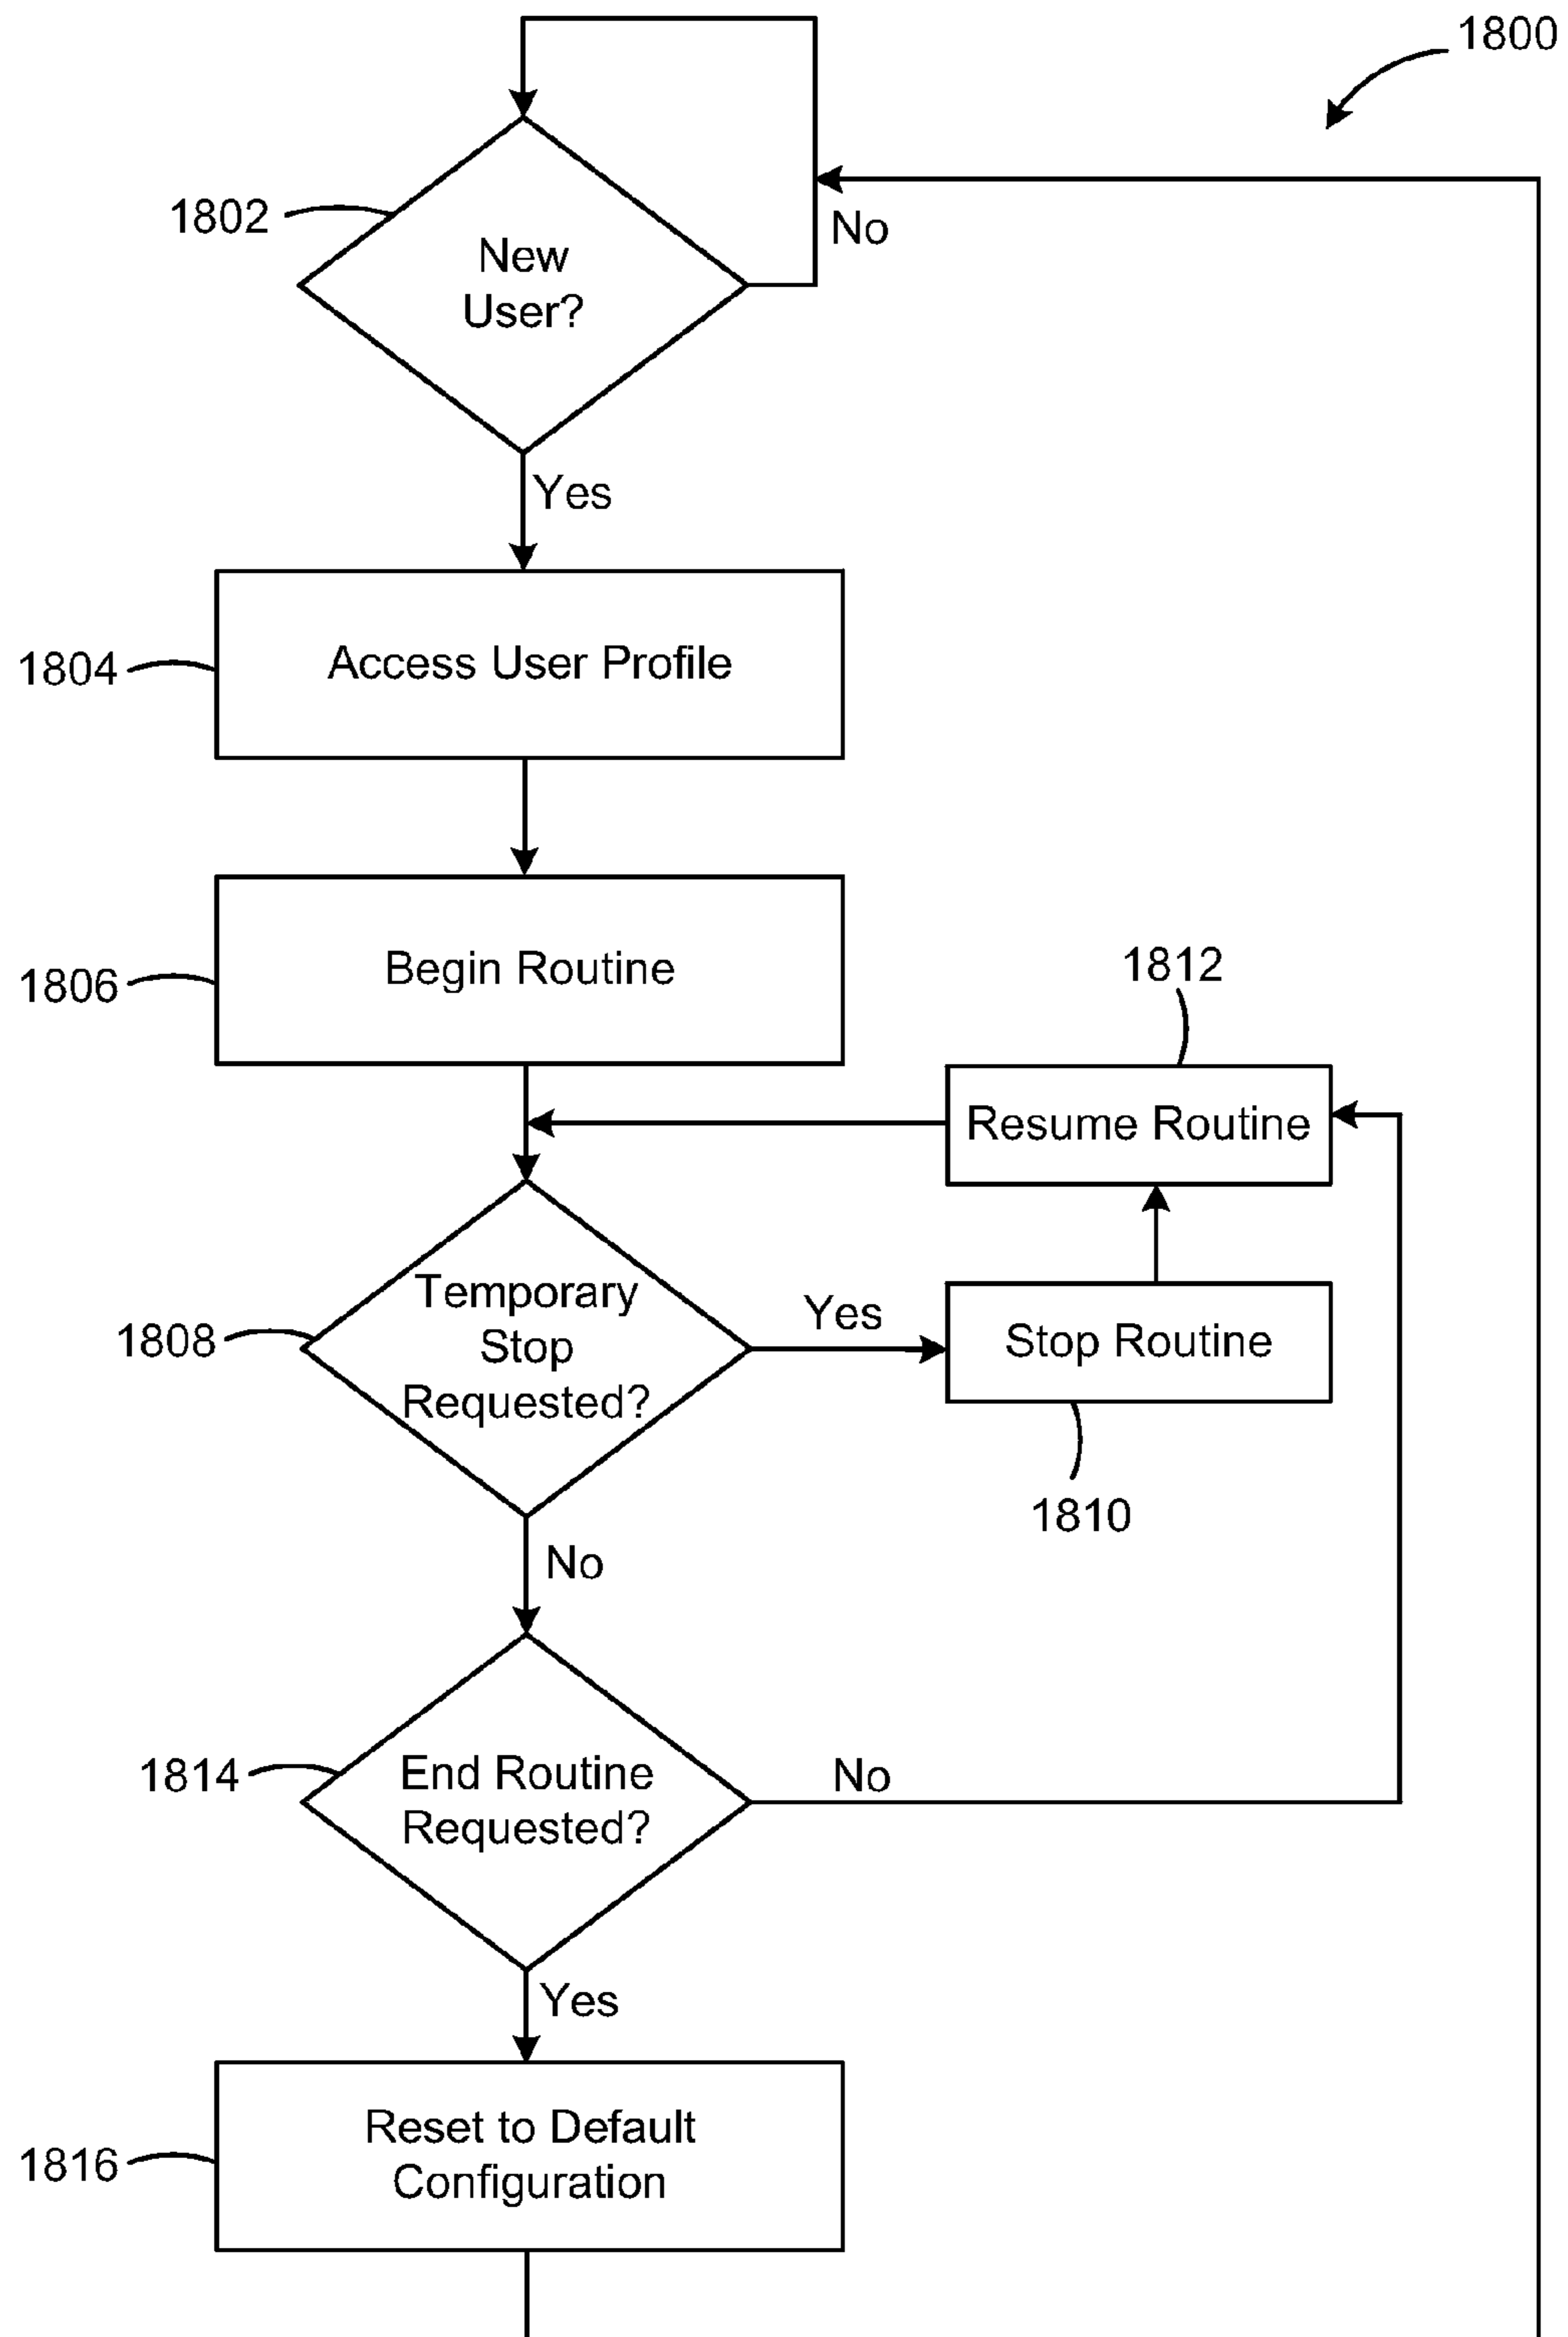 1800
1802
New
User?
No
Yes
1804
Access User Profile
1806
Begin Routine
1812
Resume Routine
1808
Temporary
Stop
Requested?
Yes
Stop Routine
1810
No
1814
End Routine
Requested?
No
Yes
1816
Reset to Default
Configuration